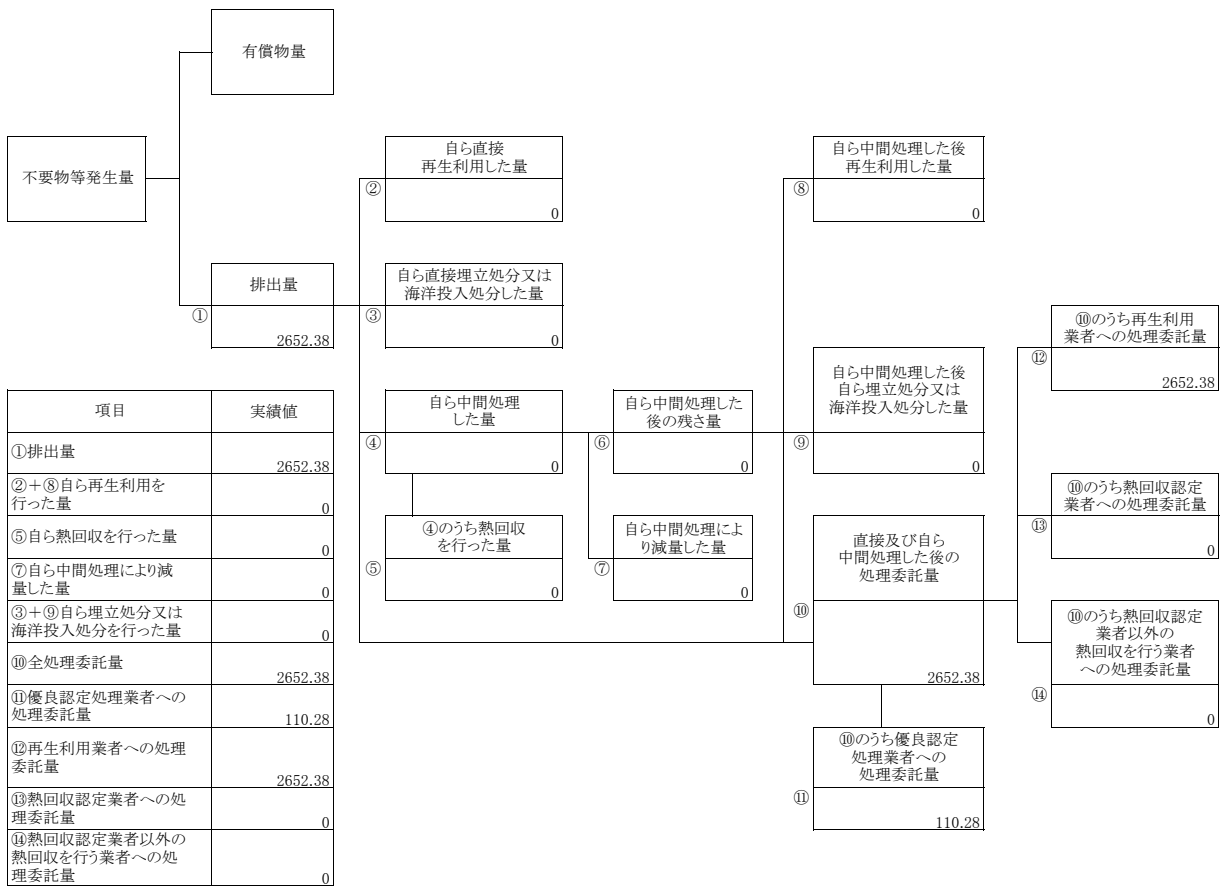 有償物量
不要物等発生量
自ら直接
再生利用した量
②
0
自ら中間処理した後
再生利用した量
⑧
0
排出量
①
2652.38
自ら直接埋立処分又は
海洋投入処分した量
③
0
⑩のうち再生利用
業者への処理委託量
⑫
2652.38
自ら中間処理
した量
④
0
自ら中間処理した
後の残さ量
⑥
0
自ら中間処理した後
自ら埋立処分又は
海洋投入処分した量
⑨
0
⑩のうち熱回収認定
業者への処理委託量
⑬
0
④のうち熱回収
を行った量
⑤
0
自ら中間処理によ
り減量した量
⑦
0
直接及び自ら
中間処理した後の
処理委託量
⑩
2652.38
⑩のうち熱回収認定
業者以外の
熱回収を行う業者
への処理委託量
⑭
0
⑩のうち優良認定
処理業者への
処理委託量
⑪
110.28
項目 実績値
①排出量
2652.38
②+⑧自ら再生利用を
行った量
0
⑤自ら熱回収を行った量
0
⑦自ら中間処理により減
量した量
0
③+⑨自ら埋立処分又は
海洋投入処分を行った量
0
⑩全処理委託量
2652.38
⑪優良認定処理業者への
処理委託量
110.28
⑫再生利用業者への処理
委託量
2652.38
⑬熱回収認定業者への処
理委託量
0
⑭熱回収認定業者以外の
熱回収を行う業者への処
理委託量
0